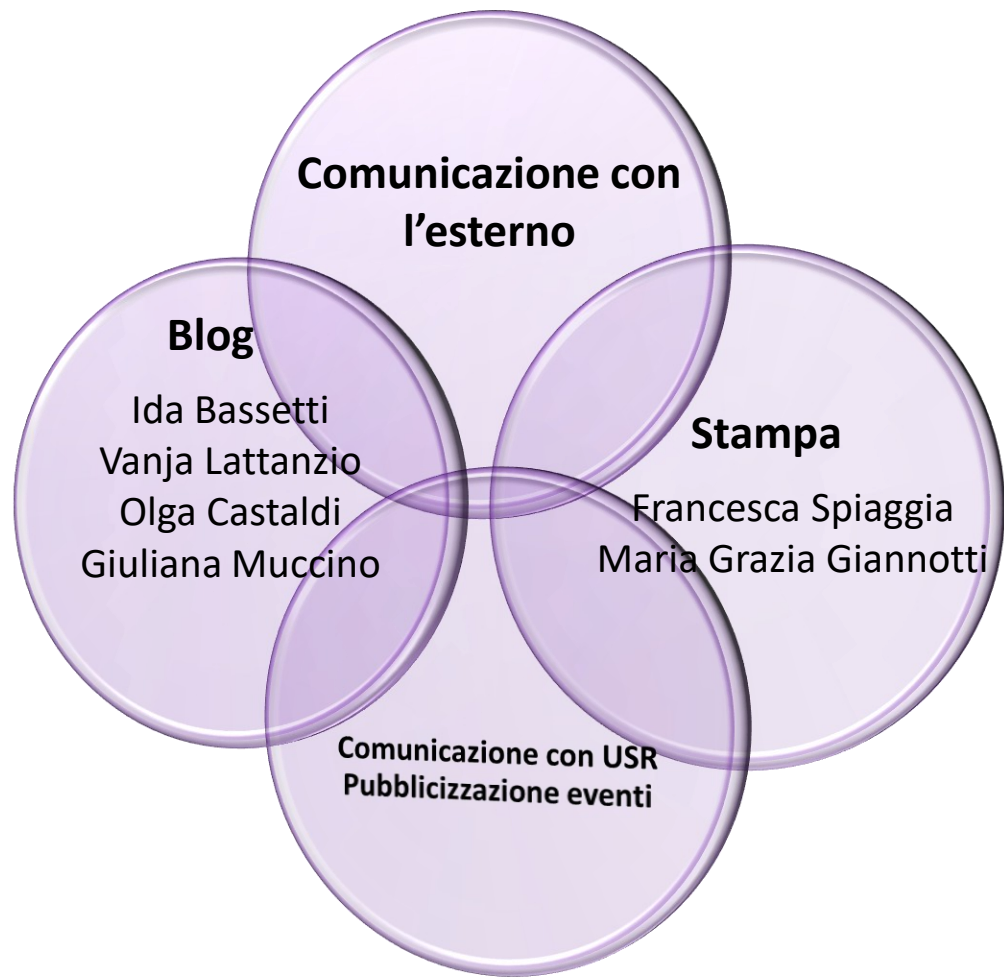 Comunicazione con
l’esterno
Blog
Ida Bassetti
Vanja Lattanzio
Olga Castaldi
Giuliana Muccino
Stampa
Francesca Spiaggia
Maria Grazia Giannotti
Comunicazione con USR
Pubblicizzazione eventi